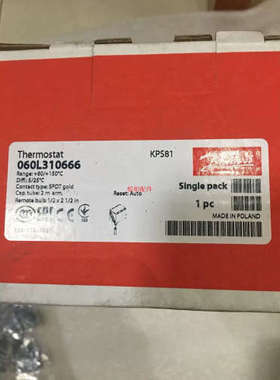 Thermostat
KPS81
060L310666
Range: +60/+150°C
Diff.: 5/25°C
Contact type: SPDT gold
Cap. tube: 2 m arm.
Remote bulb: 1/2 x 2 1/2 in
Reset: Auto
Single pack
1 pc
MADE IN POLAND
EAC